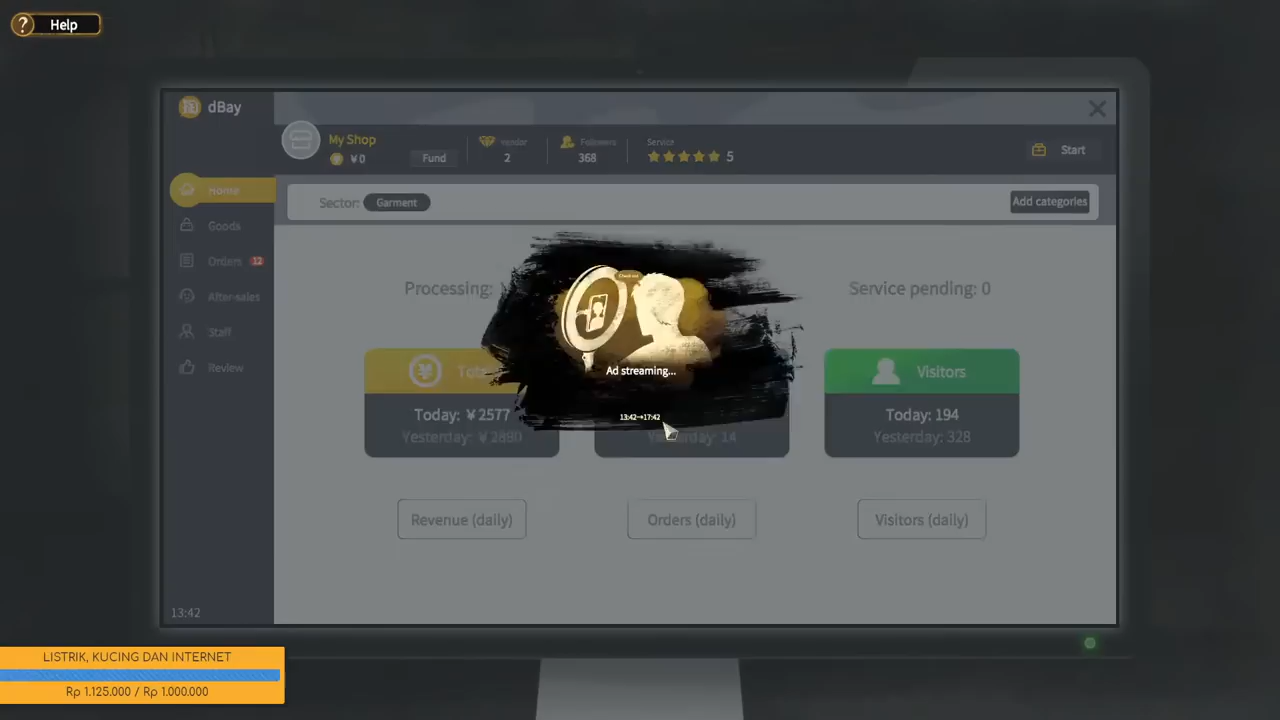 ? Help
dBay
My Shop
¥0
Fund
Vendor
2
Followers
368
Service
5
Start
Home
Sector: Garment
Add categories
Goods
Orders 12
After-sales
Staff
Review
Processing:
Service pending: 0
Ad streaming...
13:42→17:42
Visitors
Today: ¥2577
Yesterday: ¥2890
Yesterday: 14
Today: 194
Yesterday: 328
Revenue (daily)
Orders (daily)
Visitors (daily)
13:42
LISTRIK, KUCING DAN INTERNET
Rp 1.125.000 / Rp 1.000.000